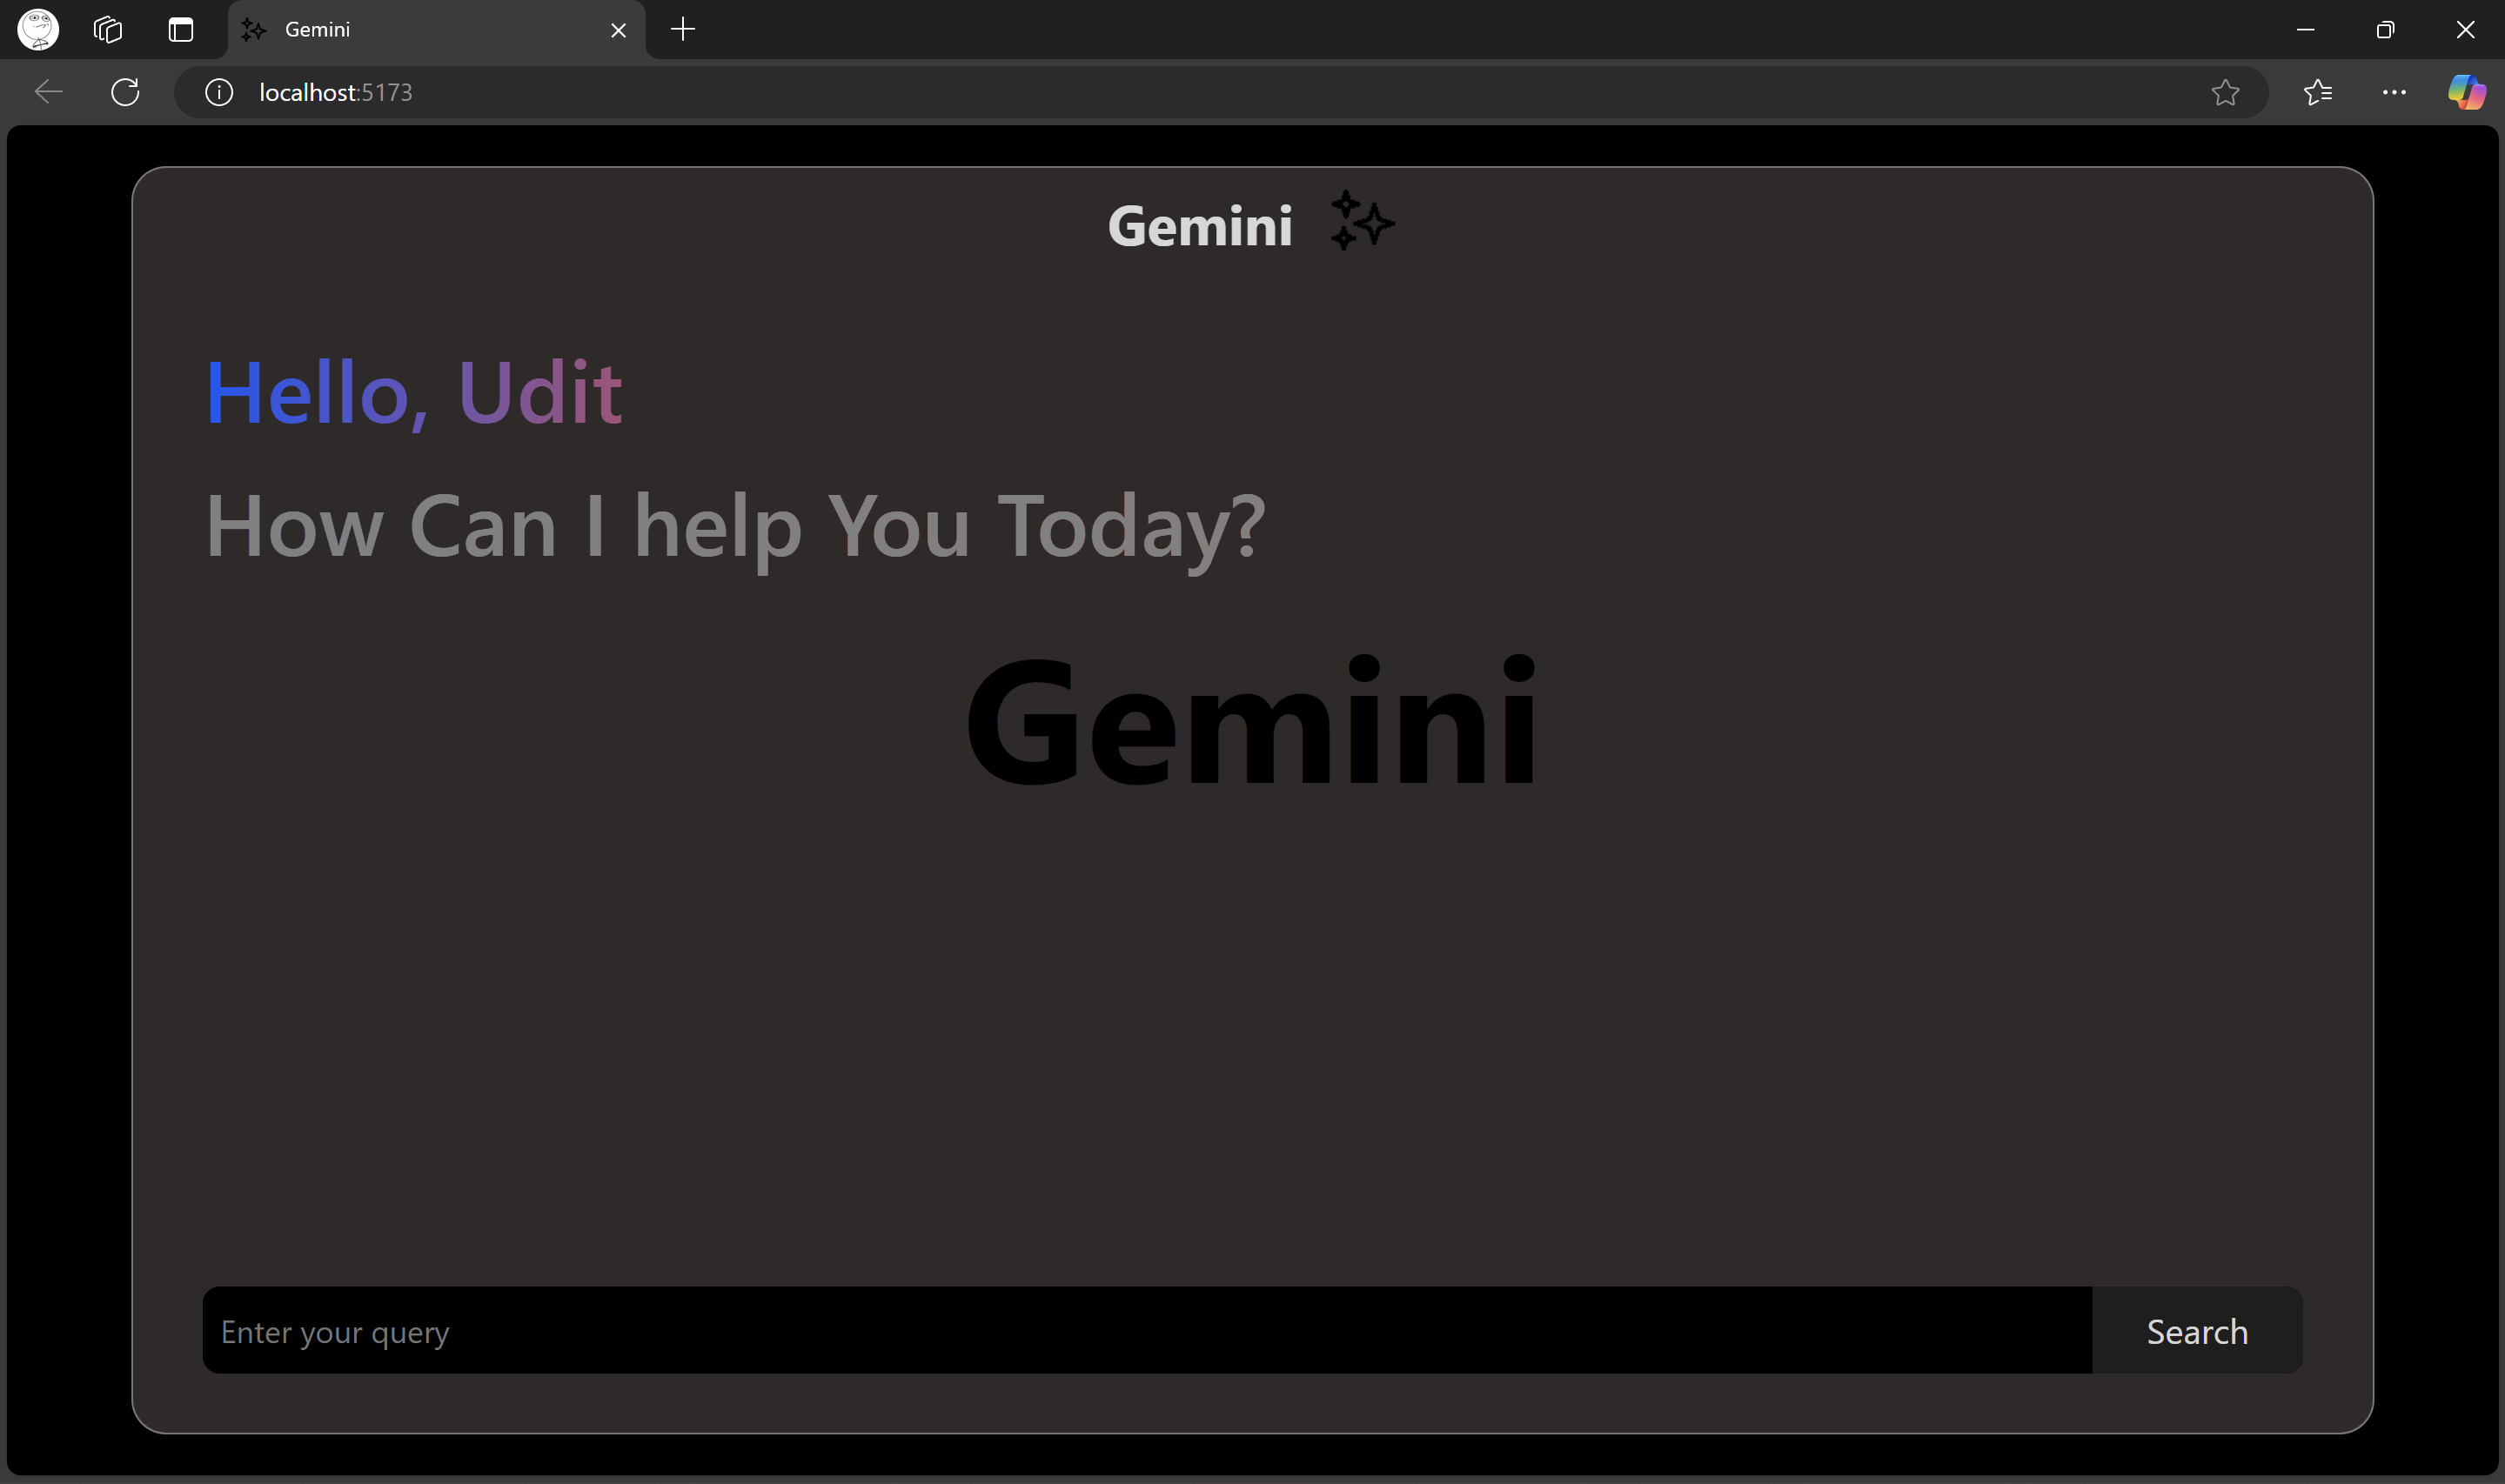 Gemini
localhost:5173
Gemini
Hello, Udit
How Can I help You Today?
Gemini
Enter your query
Search